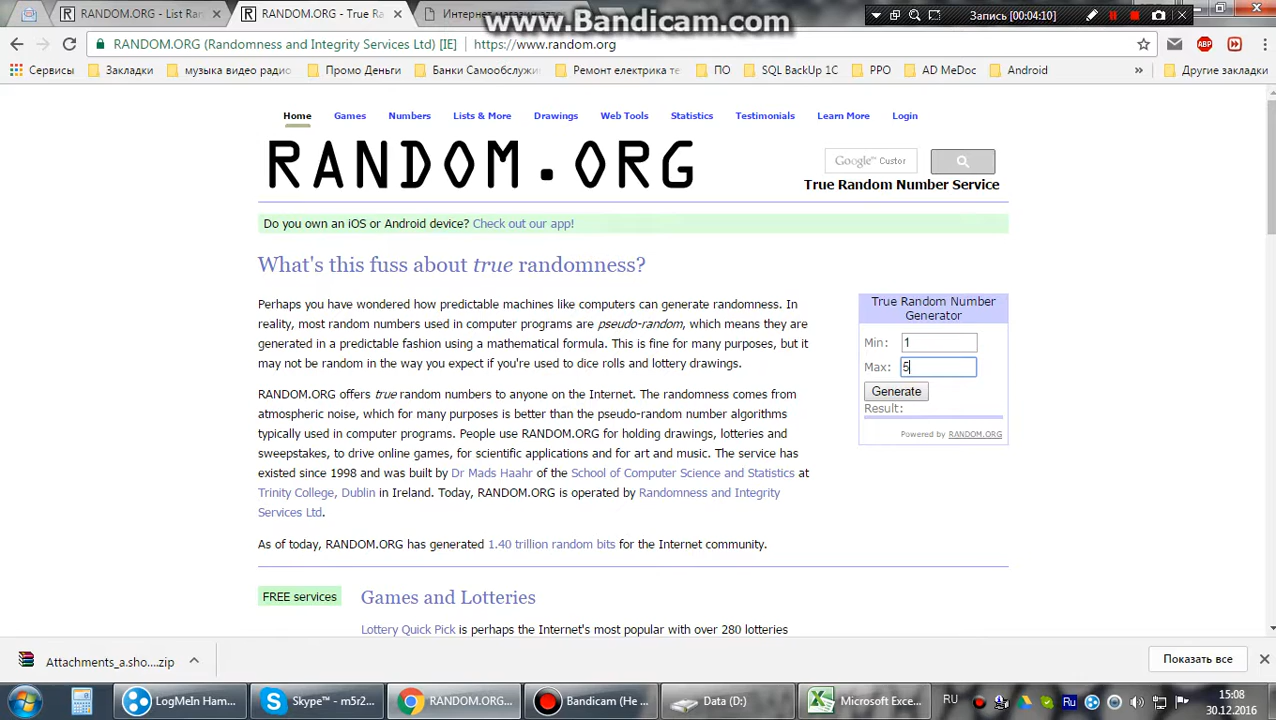 RANDOM.ORG - List Ran
RANDOM.ORG - True Ra
Интернет
www.Bandicam.com
Запись [00:04:10]
RANDOM.ORG (Randomness and Integrity Services Ltd) [IE]
https://www.random.org
ABP
Сервисы
Закладки
музыка видео радио
Промо Деньги
Банки Самообслужи
Ремонт електрика те
ПО
SQL BackUp 1C
РРО
AD MeDoc
Android
»
Другие закладки
Home
Games
Numbers
Lists & More
Drawings
Web Tools
Statistics
Testimonials
Learn More
Login
RANDOM.ORG
Google™ Custor
True Random Number Service
Do you own an iOS or Android device? Check out our app!
What's this fuss about true randomness?
Perhaps you have wondered how predictable machines like computers can generate randomness. In
reality, most random numbers used in computer programs are pseudo-random, which means they are
generated in a predictable fashion using a mathematical formula. This is fine for many purposes, but it
may not be random in the way you expect if you're used to dice rolls and lottery drawings.
RANDOM.ORG offers true random numbers to anyone on the Internet. The randomness comes from
atmospheric noise, which for many purposes is better than the pseudo-random number algorithms
typically used in computer programs. People use RANDOM.ORG for holding drawings, lotteries and
sweepstakes, to drive online games, for scientific applications and for art and music. The service has
existed since 1998 and was built by Dr Mads Haahr of the School of Computer Science and Statistics at
Trinity College, Dublin in Ireland. Today, RANDOM.ORG is operated by Randomness and Integrity
Services Ltd.
As of today, RANDOM.ORG has generated 1.40 trillion random bits for the Internet community.
True Random Number
Generator
Min: 1
Max: 5
Generate
Result:
Powered by RANDOM.ORG
FREE services
Games and Lotteries
Lottery Quick Pick is perhaps the Internet's most popular with over 280 lotteries
Attachments_a.sho....zip
Показать все
LogMeIn Ham...
Skype™ - m5r2...
RANDOM.ORG...
Bandicam (He ...
Data (D:)
Microsoft Exce...
RU
Ru
15:08
30.12.2016